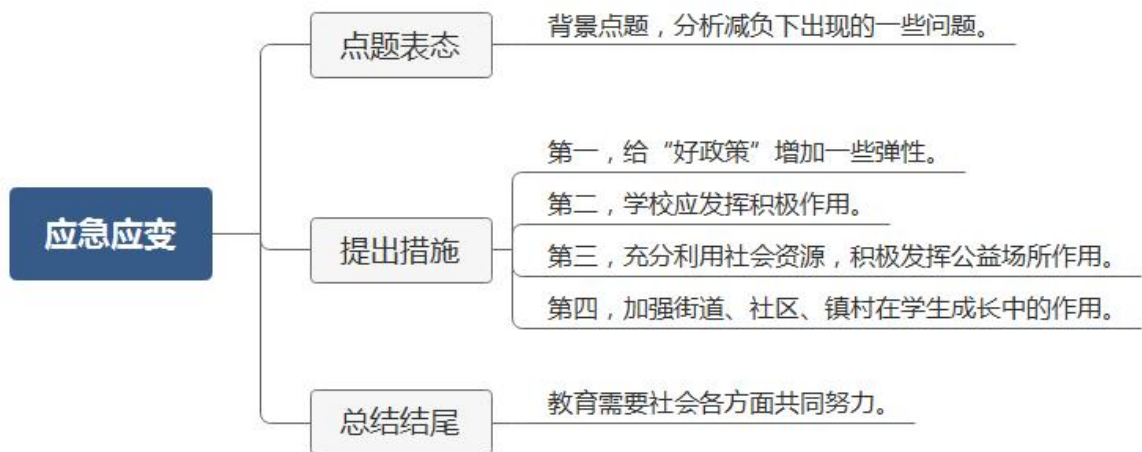 应急应变
点题表态
背景点题，分析减负下出现的一些问题。
提出措施
第一，给“好政策”增加一些弹性。
第二，学校应发挥积极作用。
第三，充分利用社会资源，积极发挥公益场所作用。
第四，加强街道、社区、镇村在学生成长中的作用。
总结结尾
教育需要社会各方面共同努力。